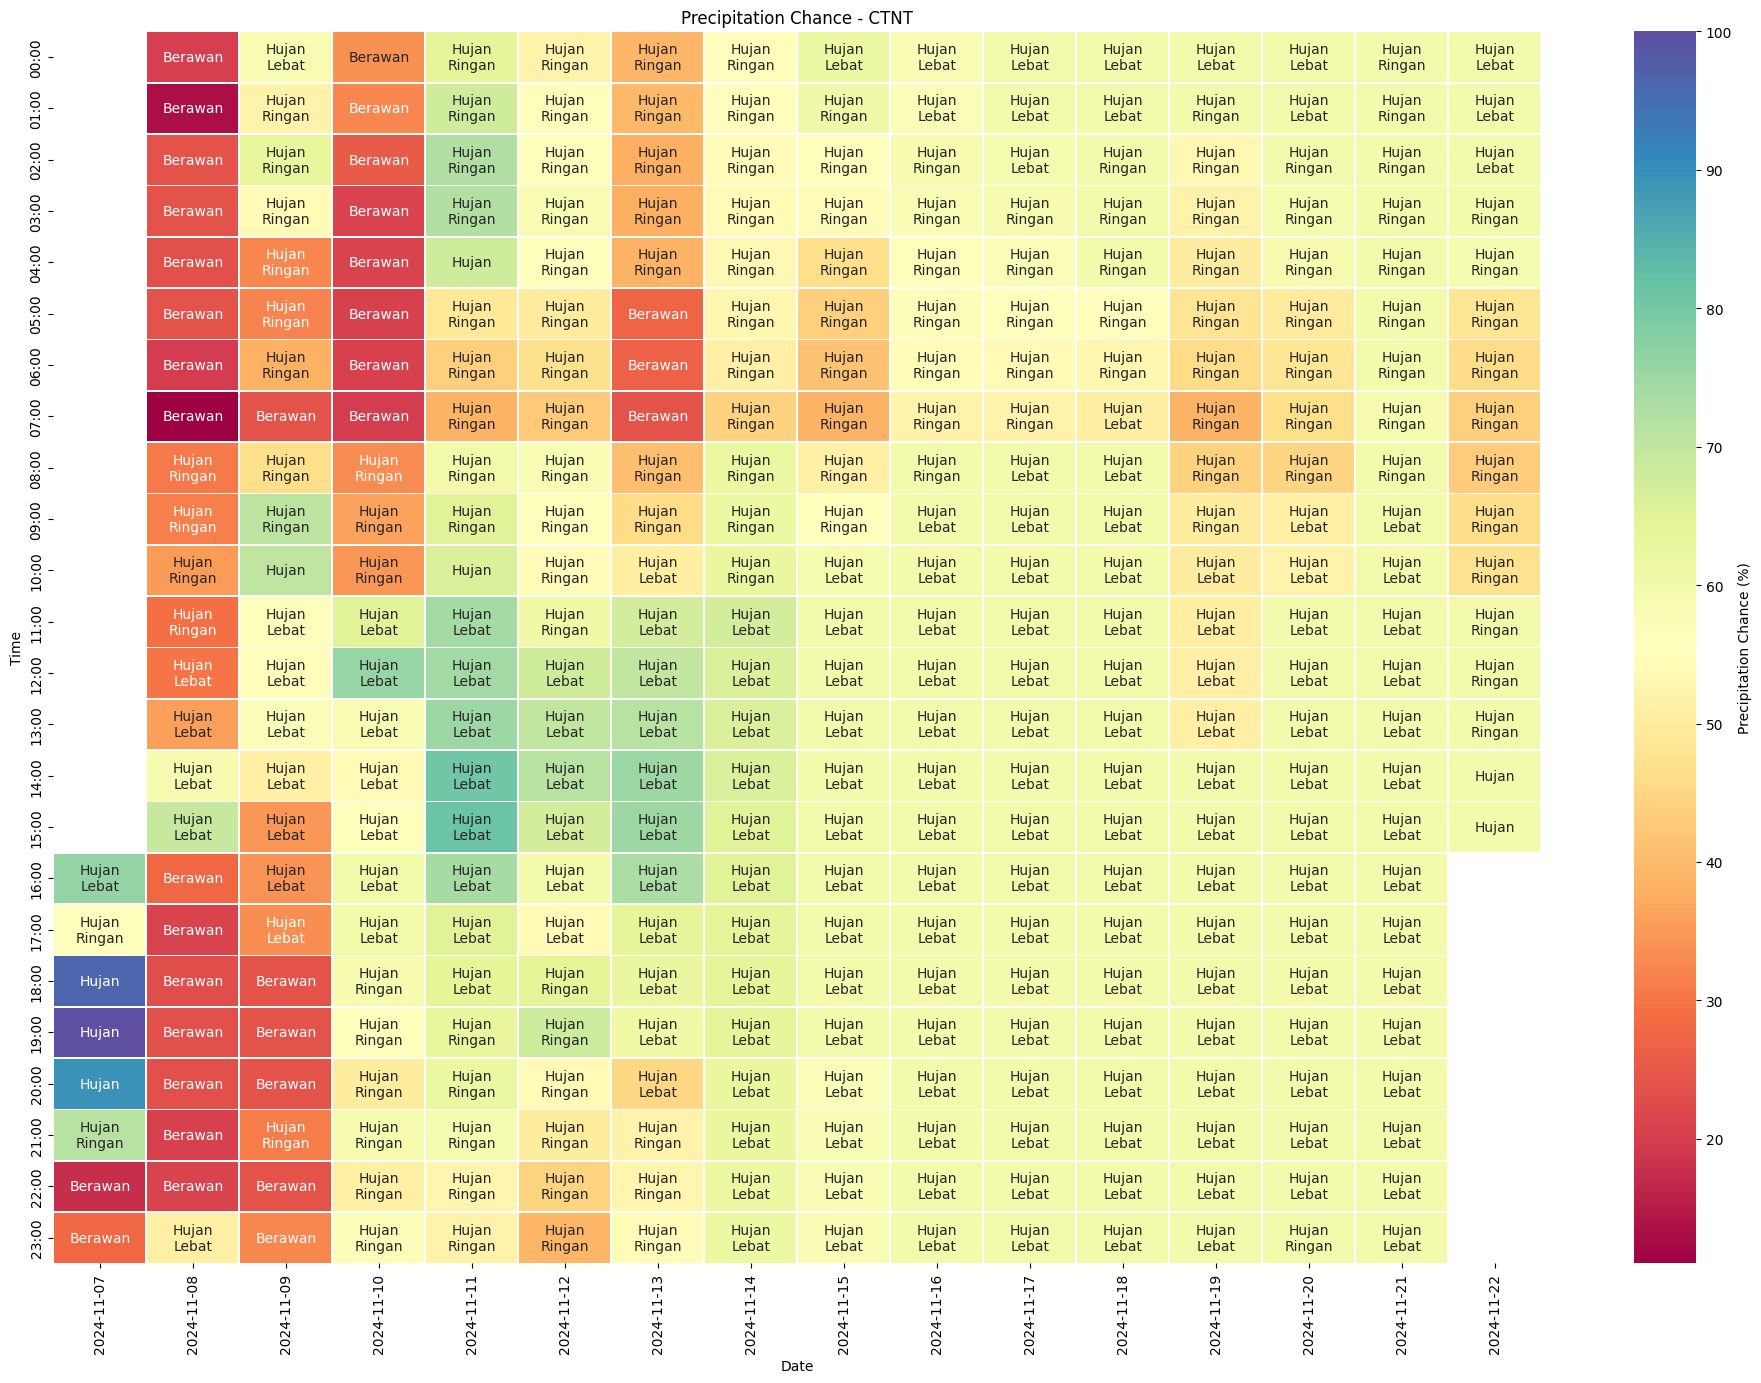 Precipitation Chance - CTNT
00:00 Berawan Hujan Lebat Berawan Hujan Ringan Hujan Ringan Hujan Ringan Hujan Ringan Hujan Lebat Hujan Lebat Hujan Lebat Hujan Lebat Hujan Lebat Hujan Lebat Hujan Ringan Hujan Lebat
01:00 Berawan Hujan Ringan Berawan Hujan Ringan Hujan Ringan Hujan Ringan Hujan Ringan Hujan Ringan Hujan Lebat Hujan Lebat Hujan Lebat Hujan Ringan Hujan Lebat Hujan Ringan Hujan Lebat
02:00 Berawan Hujan Ringan Berawan Hujan Ringan Hujan Ringan Hujan Ringan Hujan Ringan Hujan Ringan Hujan Ringan Hujan Lebat Hujan Ringan Hujan Ringan Hujan Ringan Hujan Ringan Hujan Lebat
03:00 Berawan Hujan Ringan Berawan Hujan Ringan Hujan Ringan Hujan Ringan Hujan Ringan Hujan Ringan Hujan Ringan Hujan Ringan Hujan Ringan Hujan Ringan Hujan Ringan Hujan Ringan Hujan Ringan
04:00 Berawan Hujan Ringan Berawan Hujan Hujan Ringan Hujan Ringan Hujan Ringan Hujan Ringan Hujan Ringan Hujan Ringan Hujan Ringan Hujan Ringan Hujan Ringan Hujan Ringan Hujan Ringan
05:00 Berawan Hujan Ringan Berawan Hujan Ringan Hujan Ringan Berawan Hujan Ringan Hujan Ringan Hujan Ringan Hujan Ringan Hujan Ringan Hujan Ringan Hujan Ringan Hujan Ringan Hujan Ringan
06:00 Berawan Hujan Ringan Berawan Hujan Ringan Hujan Ringan Berawan Hujan Ringan Hujan Ringan Hujan Ringan Hujan Ringan Hujan Ringan Hujan Ringan Hujan Ringan Hujan Ringan Hujan Ringan
07:00 Berawan Berawan Berawan Hujan Ringan Hujan Ringan Berawan Hujan Ringan Hujan Ringan Hujan Ringan Hujan Ringan Hujan Lebat Hujan Ringan Hujan Ringan Hujan Ringan Hujan Ringan
08:00 Hujan Ringan Hujan Ringan Hujan Ringan Hujan Ringan Hujan Ringan Hujan Ringan Hujan Ringan Hujan Ringan Hujan Ringan Hujan Lebat Hujan Lebat Hujan Ringan Hujan Ringan Hujan Ringan Hujan Ringan
09:00 Hujan Ringan Hujan Ringan Hujan Ringan Hujan Ringan Hujan Ringan Hujan Ringan Hujan Ringan Hujan Ringan Hujan Lebat Hujan Lebat Hujan Lebat Hujan Ringan Hujan Lebat Hujan Lebat Hujan Ringan
10:00 Hujan Ringan Hujan Hujan Ringan Hujan Hujan Ringan Hujan Lebat Hujan Ringan Hujan Lebat Hujan Lebat Hujan Lebat Hujan Lebat Hujan Lebat Hujan Lebat Hujan Lebat Hujan Ringan
11:00 Hujan Ringan Hujan Lebat Hujan Lebat Hujan Lebat Hujan Ringan Hujan Lebat Hujan Lebat Hujan Lebat Hujan Lebat Hujan Lebat Hujan Lebat Hujan Lebat Hujan Lebat Hujan Lebat Hujan Ringan
12:00 Hujan Lebat Hujan Lebat Hujan Lebat Hujan Lebat Hujan Lebat Hujan Lebat Hujan Lebat Hujan Lebat Hujan Lebat Hujan Lebat Hujan Lebat Hujan Lebat Hujan Lebat Hujan Lebat Hujan Ringan
13:00 Hujan Lebat Hujan Lebat Hujan Lebat Hujan Lebat Hujan Lebat Hujan Lebat Hujan Lebat Hujan Lebat Hujan Lebat Hujan Lebat Hujan Lebat Hujan Lebat Hujan Lebat Hujan Lebat Hujan Ringan
14:00 Hujan Lebat Hujan Lebat Hujan Lebat Hujan Lebat Hujan Lebat Hujan Lebat Hujan Lebat Hujan Lebat Hujan Lebat Hujan Lebat Hujan Lebat Hujan Lebat Hujan Lebat Hujan Lebat Hujan
15:00 Hujan Lebat Hujan Lebat Hujan Lebat Hujan Lebat Hujan Lebat Hujan Lebat Hujan Lebat Hujan Lebat Hujan Lebat Hujan Lebat Hujan Lebat Hujan Lebat Hujan Lebat Hujan Lebat Hujan
16:00 Hujan Lebat Berawan Hujan Lebat Hujan Lebat Hujan Lebat Hujan Lebat Hujan Lebat Hujan Lebat Hujan Lebat Hujan Lebat Hujan Lebat Hujan Lebat Hujan Lebat Hujan Lebat Hujan Lebat
17:00 Hujan Ringan Berawan Hujan Lebat Hujan Lebat Hujan Lebat Hujan Lebat Hujan Lebat Hujan Lebat Hujan Lebat Hujan Lebat Hujan Lebat Hujan Lebat Hujan Lebat Hujan Lebat Hujan Lebat
18:00 Hujan Berawan Berawan Hujan Ringan Hujan Lebat Hujan Ringan Hujan Lebat Hujan Lebat Hujan Lebat Hujan Lebat Hujan Lebat Hujan Lebat Hujan Lebat Hujan Lebat Hujan Lebat
19:00 Hujan Berawan Berawan Hujan Ringan Hujan Ringan Hujan Ringan Hujan Lebat Hujan Lebat Hujan Lebat Hujan Lebat Hujan Lebat Hujan Lebat Hujan Lebat Hujan Lebat Hujan Lebat
20:00 Hujan Berawan Berawan Hujan Ringan Hujan Ringan Hujan Ringan Hujan Lebat Hujan Lebat Hujan Lebat Hujan Lebat Hujan Lebat Hujan Lebat Hujan Lebat Hujan Lebat Hujan Lebat
21:00 Hujan Ringan Berawan Hujan Ringan Hujan Ringan Hujan Ringan Hujan Ringan Hujan Ringan Hujan Lebat Hujan Lebat Hujan Lebat Hujan Lebat Hujan Lebat Hujan Lebat Hujan Lebat Hujan Lebat
22:00 Berawan Berawan Berawan Hujan Ringan Hujan Ringan Hujan Ringan Hujan Ringan Hujan Lebat Hujan Lebat Hujan Lebat Hujan Lebat Hujan Lebat Hujan Lebat Hujan Ringan Hujan Lebat
23:00 Berawan Hujan Lebat Berawan Hujan Ringan Hujan Ringan Hujan Ringan Hujan Ringan Hujan Lebat Hujan Lebat Hujan Lebat Hujan Lebat Hujan Lebat Hujan Lebat Hujan Ringan Hujan Lebat
Time
2024-11-07 2024-11-08 2024-11-09 2024-11-10 2024-11-11 2024-11-12 2024-11-13 2024-11-14 2024-11-15 2024-11-16 2024-11-17 2024-11-18 2024-11-19 2024-11-20 2024-11-21 2024-11-22
Date
100
90
80
70
60
50
40
30
20
Precipitation Chance (%)